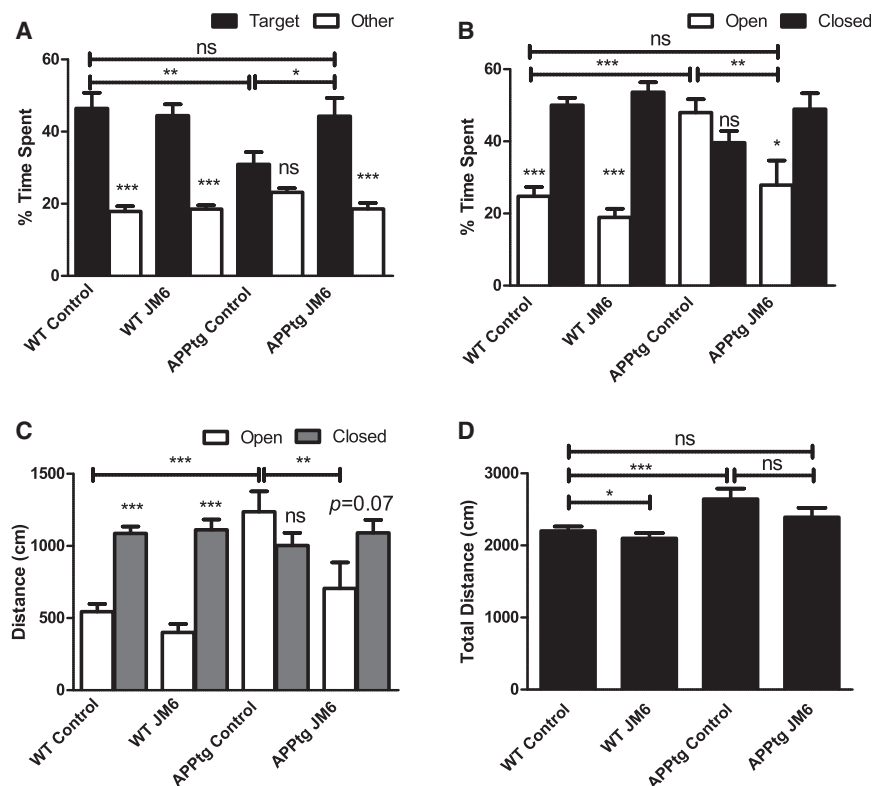 A
Target Other
ns
** *
*** *** ns ***
% Time Spent
60
40
20
0
WT Control
WT JM6
APPtg Control
APPtg JM6
B
Open Closed
ns
*** **
*** *** ns *
% Time Spent
60
40
20
0
WT Control
WT JM6
APPtg Control
APPtg JM6
C
Open Closed
*** **
*** *** ns p=0.07
Distance (cm)
1500
1000
500
0
WT Control
WT JM6
APPtg Control
APPtg JM6
D
ns
*** ns
*
Total Distance (cm)
3000
2000
1000
0
WT Control
WT JM6
APPtg Control
APPtg JM6